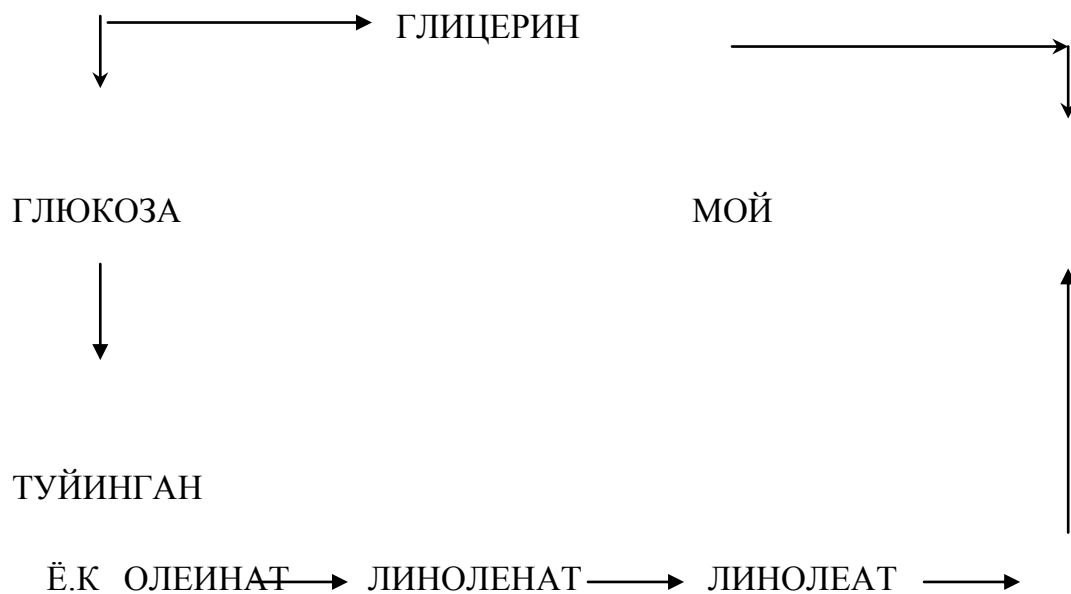 ГЛИЦЕРИН
ГЛЮКОЗА МОЙ
ТУЙИНГАН
Ё.К ОЛЕИНАТ ЛИНОЛЕНАТ ЛИНОЛЕАТ